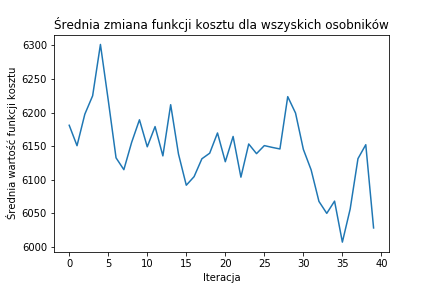 Średnia zmiana funkcji kosztu dla wszyskich osobników
6300
6250
6200
6150
6100
6050
6000
Średnia wartość funkcji kosztu
0 5 10 15 20 25 30 35 40
Iteracja